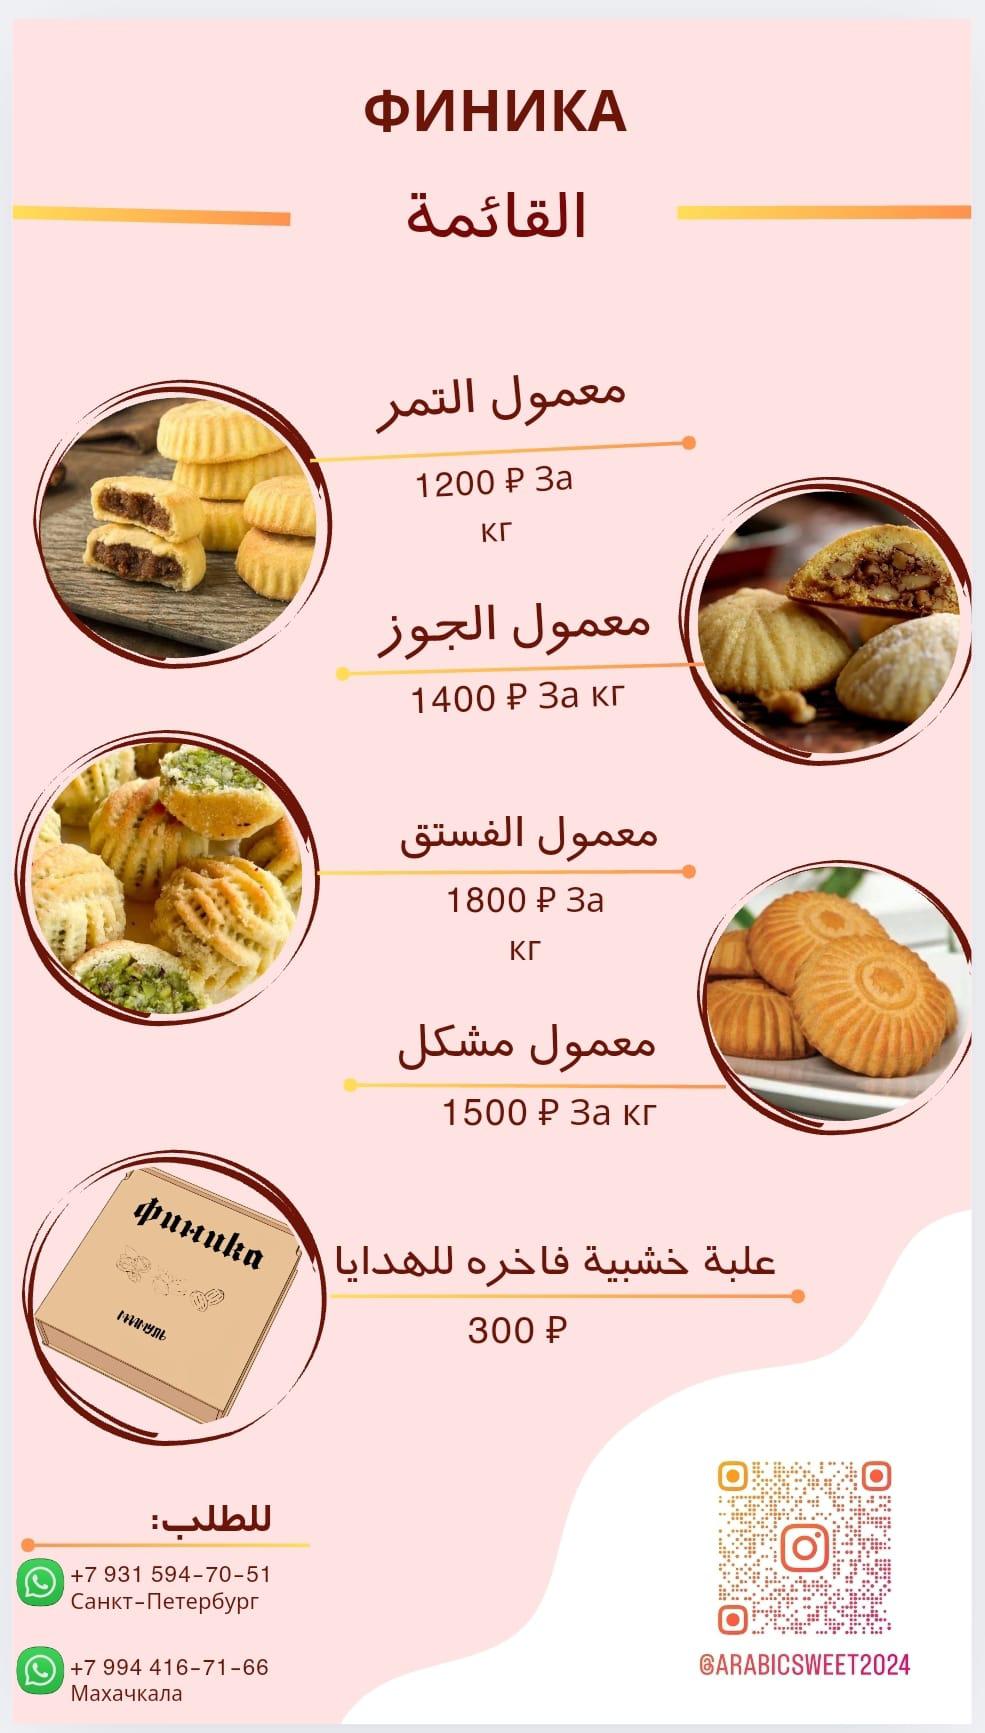 ФИНИКА
القائمة
معمول التمر
1200 ₽ За
кг
معمول الجوز
1400 ₽ За кг
معمول الفستق
1800 ₽ За
кг
معمول مشكل
1500 ₽ За кг
финика
мамуль
علبة خشبية فاخره للهدايا
300 ₽
للطلب:
+7 931 594-70-51
Санкт-Петербург
+7 994 416-71-66
Махачкала
@ARABICSWEET2024